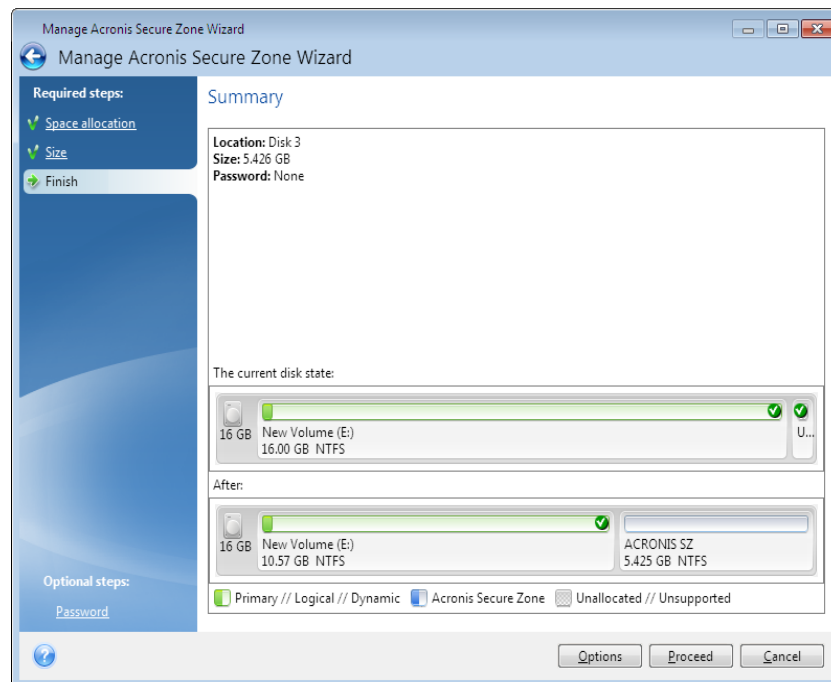 Manage Acronis Secure Zone Wizard
Manage Acronis Secure Zone Wizard
Required steps:
Space allocation
Size
Finish
Optional steps:
Password
Summary
Location: Disk 3
Size: 5.426 GB
Password: None
The current disk state:
16 GB
New Volume (E:)
16.00 GB NTFS
U...
After:
16 GB
New Volume (E:)
10.57 GB NTFS
ACRONIS SZ
5.425 GB NTFS
Primary // Logical // Dynamic Acronis Secure Zone Unallocated // Unsupported
? Options Proceed Cancel